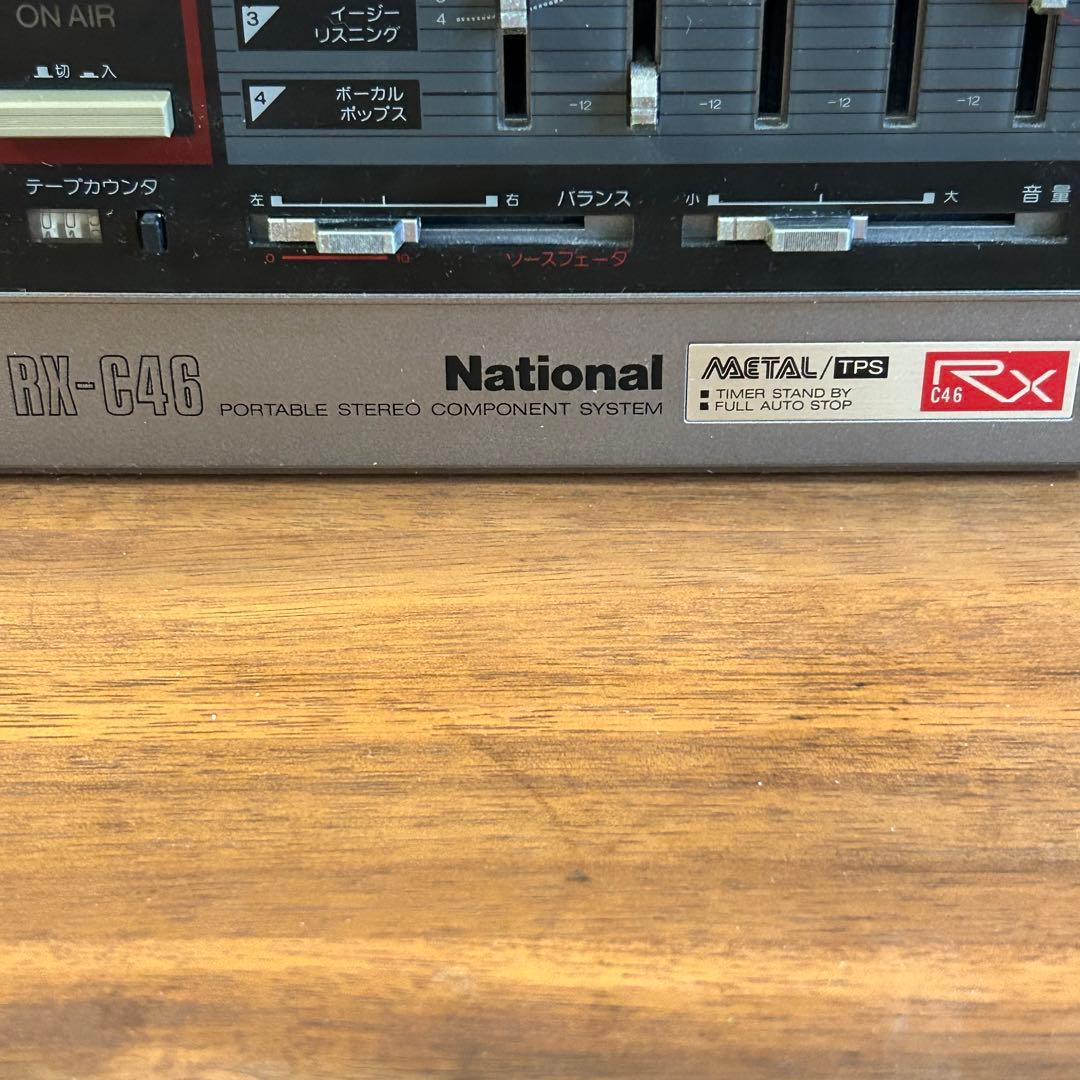 ON AIR
切 入
3 イージー
リスニング
4 ボーカル
ポップス
4
-12 -12 -12 -12
テープカウンタ
左 右 バランス
小 大 音量
0 10 ソースフェーダ
RX-C46
National
PORTABLE STEREO COMPONENT SYSTEM
METAL/TPS
TIMER STAND BY
FULL AUTO STOP
RX
C46